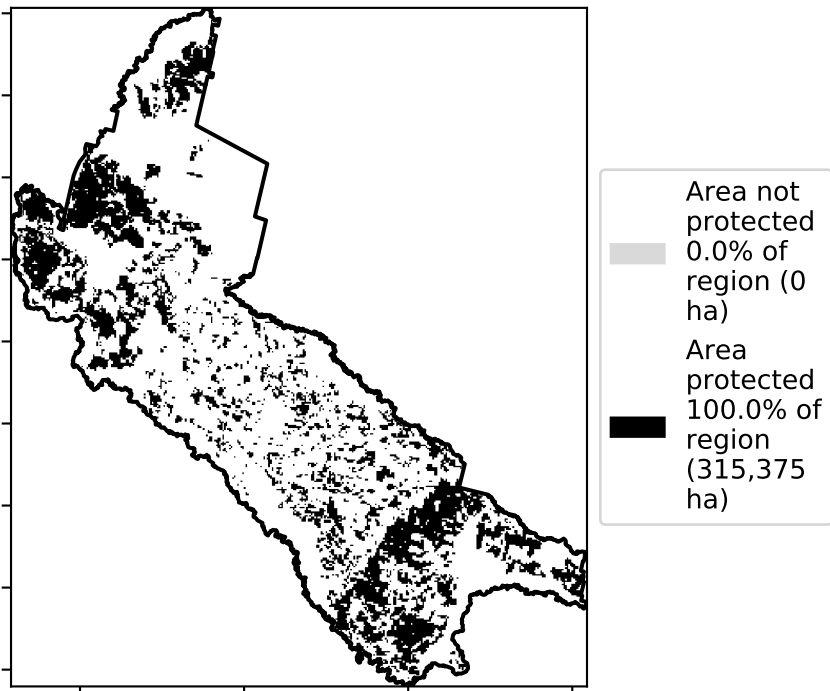 Area not
protected
0.0% of
region (0
ha)
Area
protected
100.0% of
region
(315,375
ha)